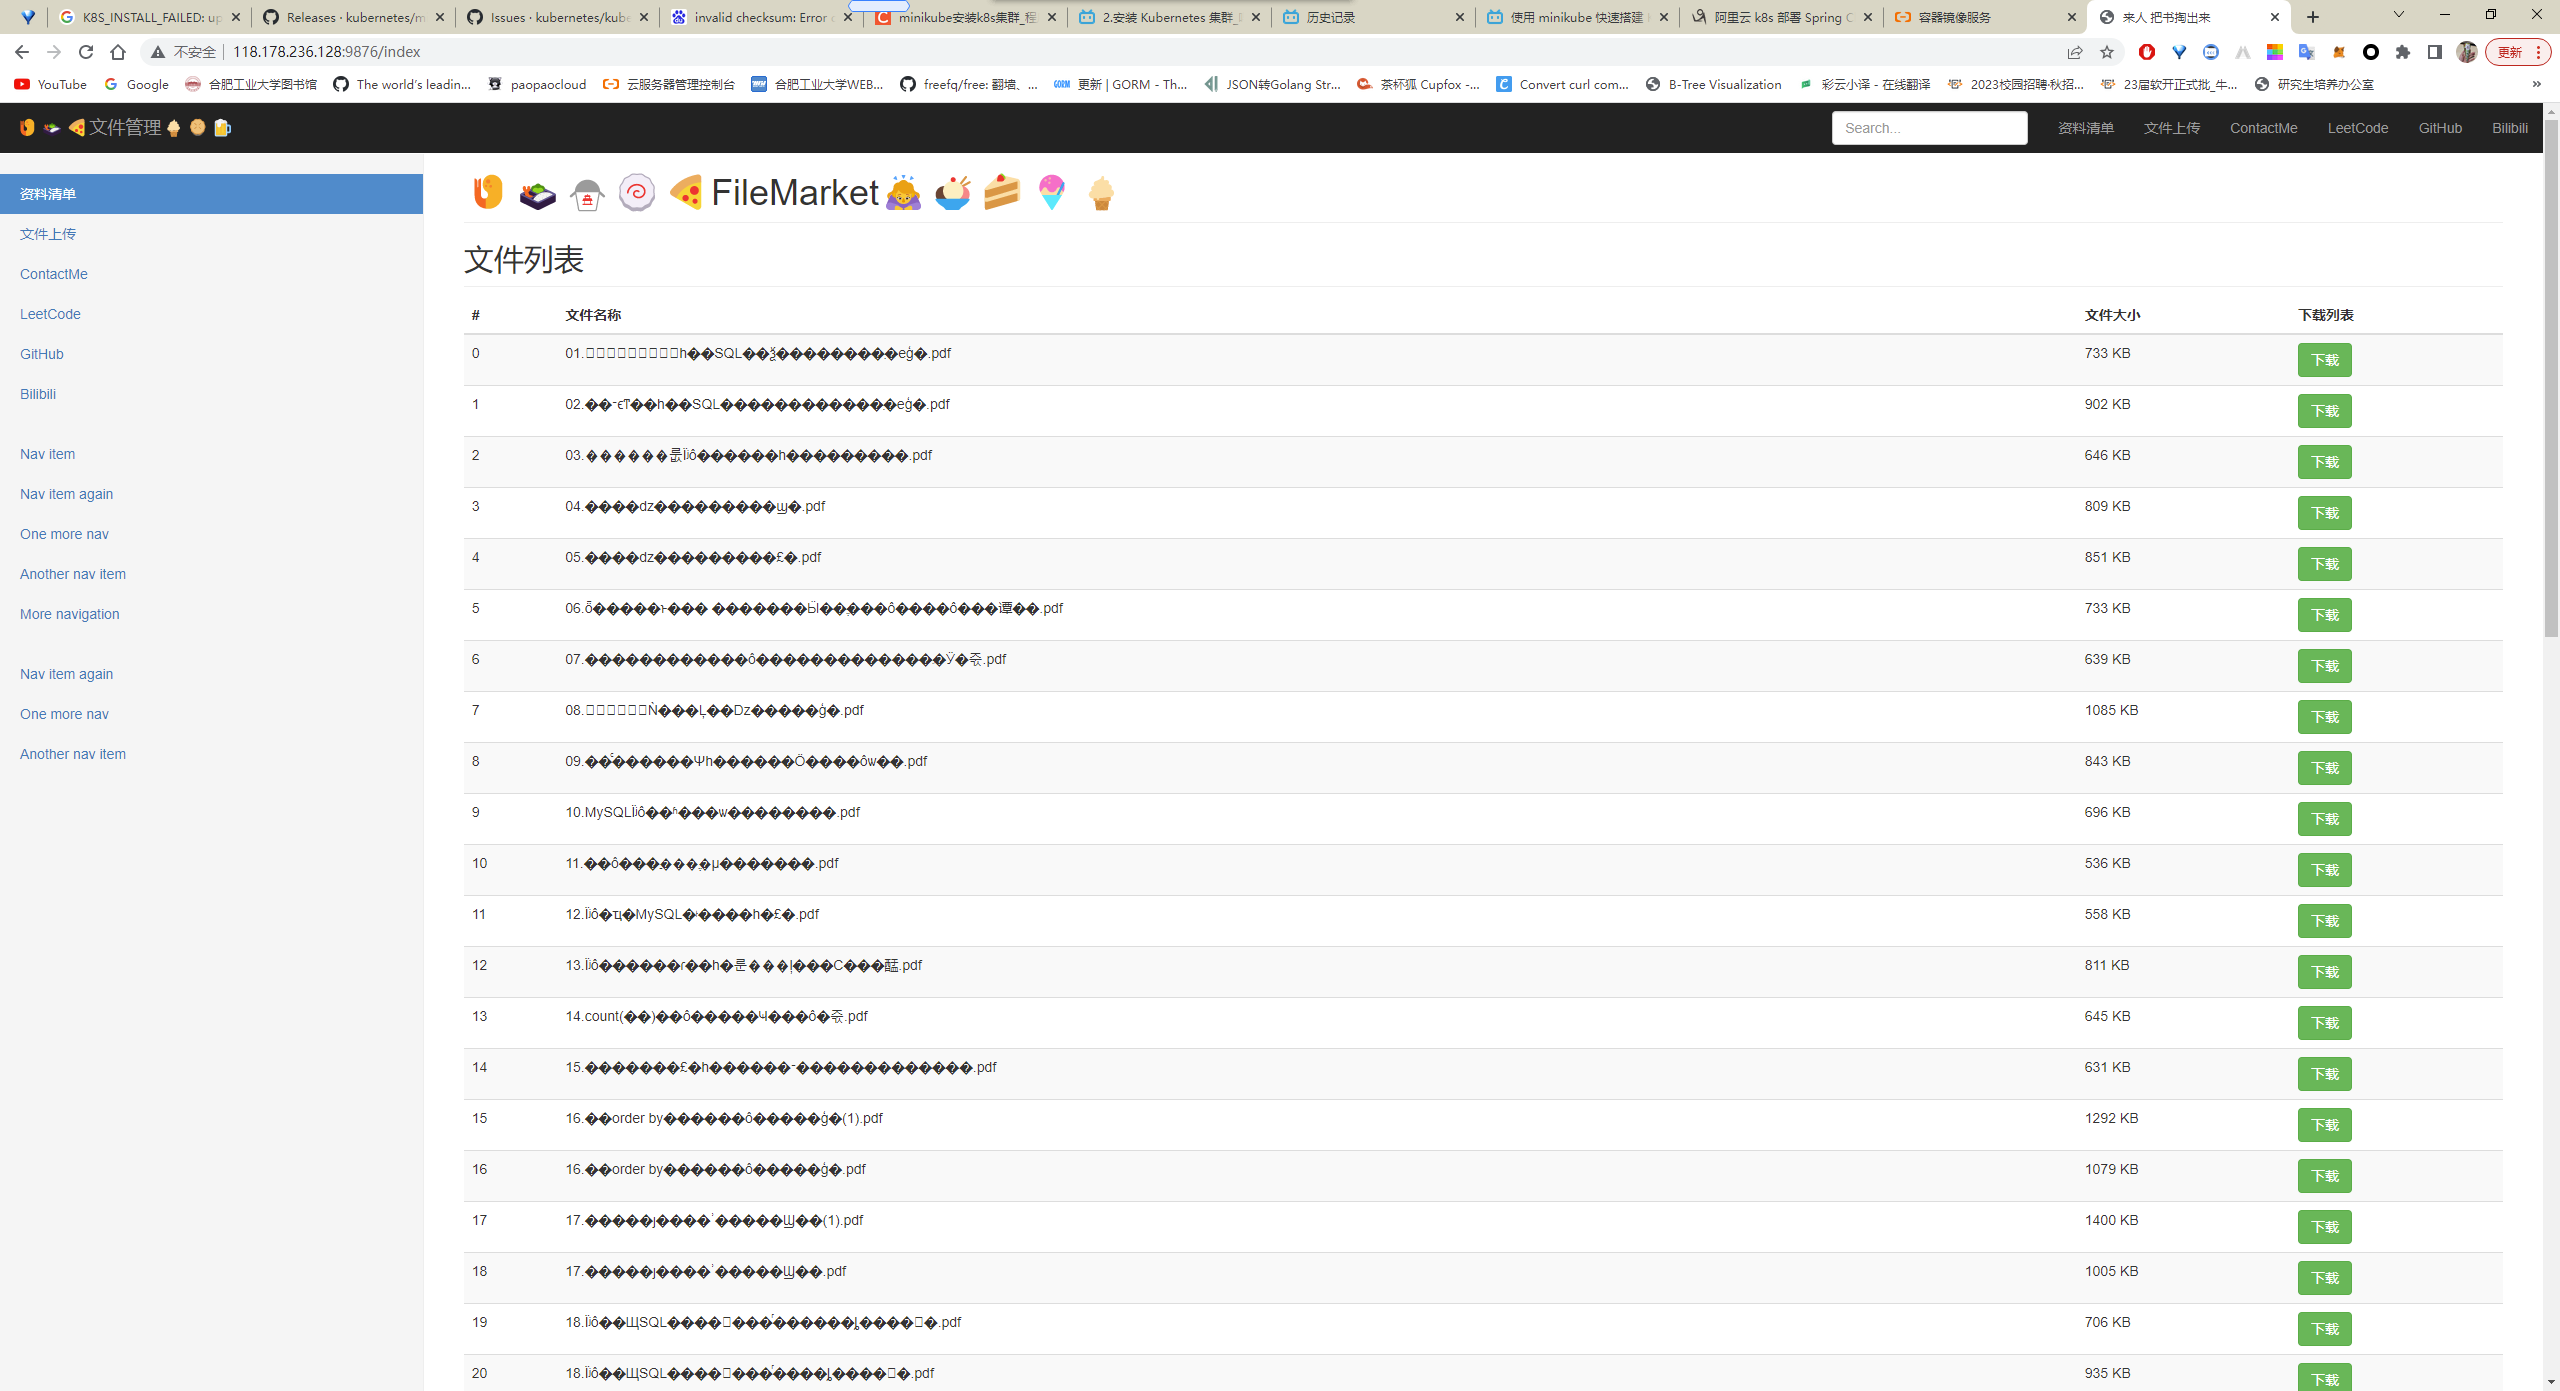 K8S_INSTALL_FAILED: up
Releases · kubernetes/m
Issues · kubernetes/kube
invalid checksum: Error
minikube安装k8s集群_程
2.安装 Kubernetes 集群_
历史记录
使用 minikube 快速搭建
阿里云 k8s 部署 Spring C
容器镜像服务
来人 把书掏出来
不安全 118.178.236.128:9876/index
更新
YouTube
Google
合肥工业大学图书馆
The world's leadin...
paopaocloud
云服务器管理控制台
合肥工业大学WEB...
freefq/free: 翻墙、...
更新 | GORM - Th...
JSON转Golang Str...
茶杯狐 Cupfox -...
Convert curl com...
B-Tree Visualization
彩云小译 - 在线翻译
2023校园招聘·秋招...
23届软开正式批_牛...
研究生培养办公室
文件管理
Search...
资料清单
文件上传
ContactMe
LeetCode
GitHub
Bilibili
资料清单
文件上传
ContactMe
LeetCode
GitHub
Bilibili
Nav item
Nav item again
One more nav
Another nav item
More navigation
Nav item again
One more nav
Another nav item
FileMarket
文件列表
# 文件名称 文件大小 下载列表
0 01. SQL .pdf 733 KB 下载
1 02. SQL .pdf 902 KB 下载
2 03. .pdf 646 KB 下载
3 04. .pdf 809 KB 下载
4 05. .pdf 851 KB 下载
5 06. .pdf 733 KB 下载
6 07. .pdf 639 KB 下载
7 08. .pdf 1085 KB 下载
8 09. .pdf 843 KB 下载
9 10.MySQL .pdf 696 KB 下载
10 11. .pdf 536 KB 下载
11 12. MySQL .pdf 558 KB 下载
12 13. .pdf 811 KB 下载
13 14.count( ) .pdf 645 KB 下载
14 15. .pdf 631 KB 下载
15 16. order by (1).pdf 1292 KB 下载
16 16. order by .pdf 1079 KB 下载
17 17. (1).pdf 1400 KB 下载
18 17. .pdf 1005 KB 下载
19 18. SQL .pdf 706 KB 下载
20 18. SQL .pdf 935 KB 下载